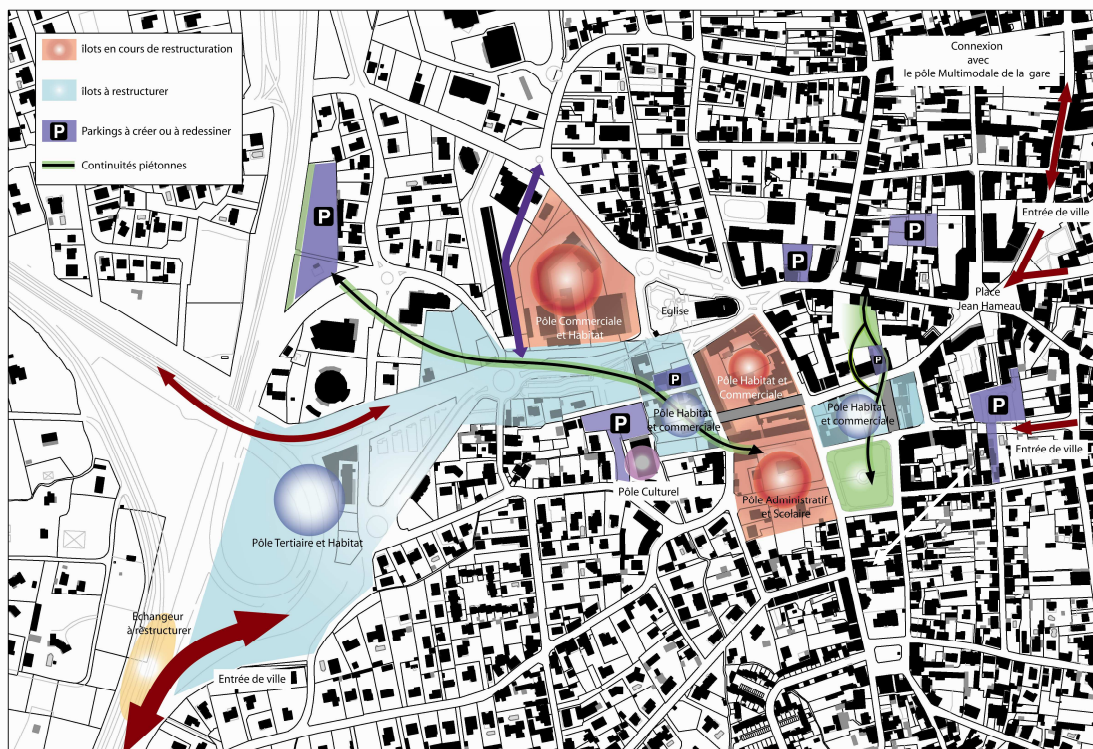 îlots en cours de restructuration
îlots à restructurer
P
Parkings à créer ou à redessiner
Continuités piétonnes
Connexion
avec
le pôle Multimodale de la gare
Entrée de ville
P
P
P
Place
Jean Hameau
Eglise
Pôle Commerciale
et Habitat
P
P
Pôle Habitat et
Commerciale
P
P
Pôle Habitat
et commerciale
Pôle Habitat
et commerciale
Entrée de ville
Pôle Culturel
Pôle Administratif
et Scolaire
Pôle Tertiaire et Habitat
Echangeur
à restructurer
Entrée de ville